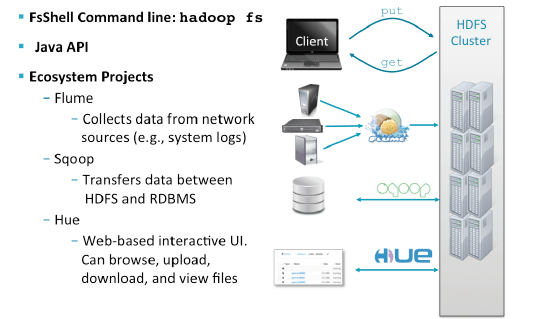 FsShell Command line: hadoop fs
Java API
Ecosystem Projects
– Flume
– Collects data from network
sources (e.g., system logs)
– Sqoop
– Transfers data between
HDFS and RDBMS
– Hue
– Web-based interactive UI.
Can browse, upload,
download, and view files
Client
put
get
HDFS
Cluster
sqoop
HUE